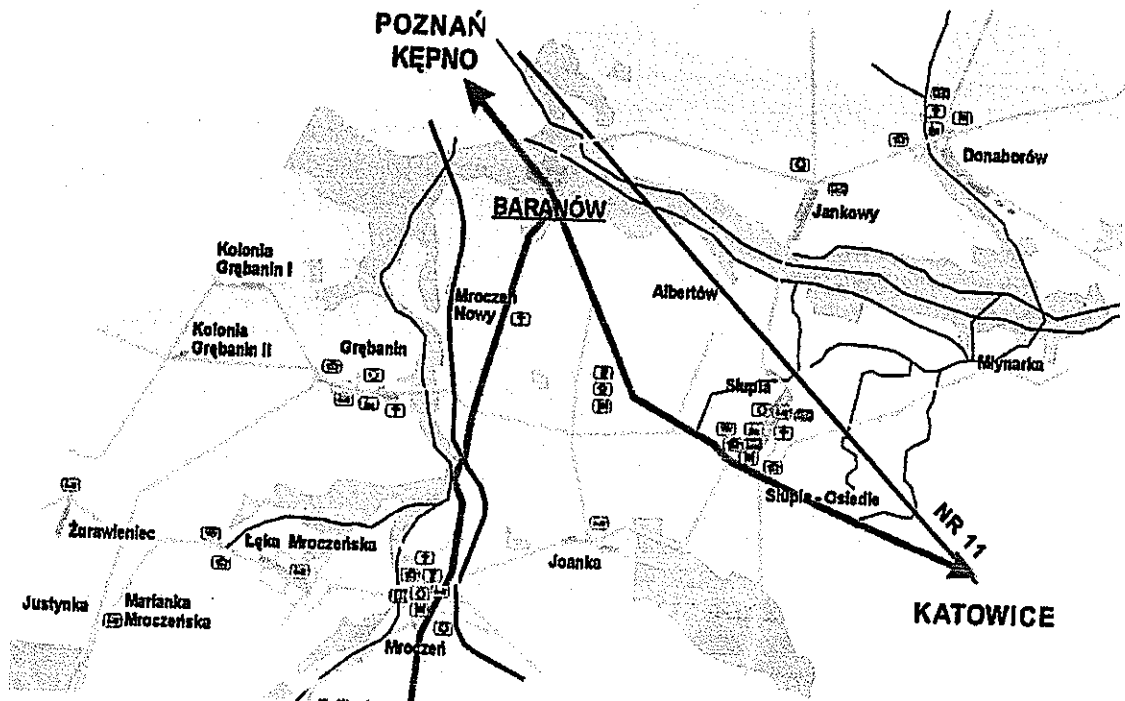 POZNAŃ
KĘPNO
Donaborów
BARANÓW
Jankowy
Kolonia
Grębanin I
Mroczeń
Nowy
Albertów
Kolonia
Grębanin II
Grębanin
Młynarka
Słupia
Słupia - Osiedle
NR 11
Żurawieniec
Łęka Mroczeńska
Joanka
Justynka
Marianka
Mroczeńska
KATOWICE
Mroczeń